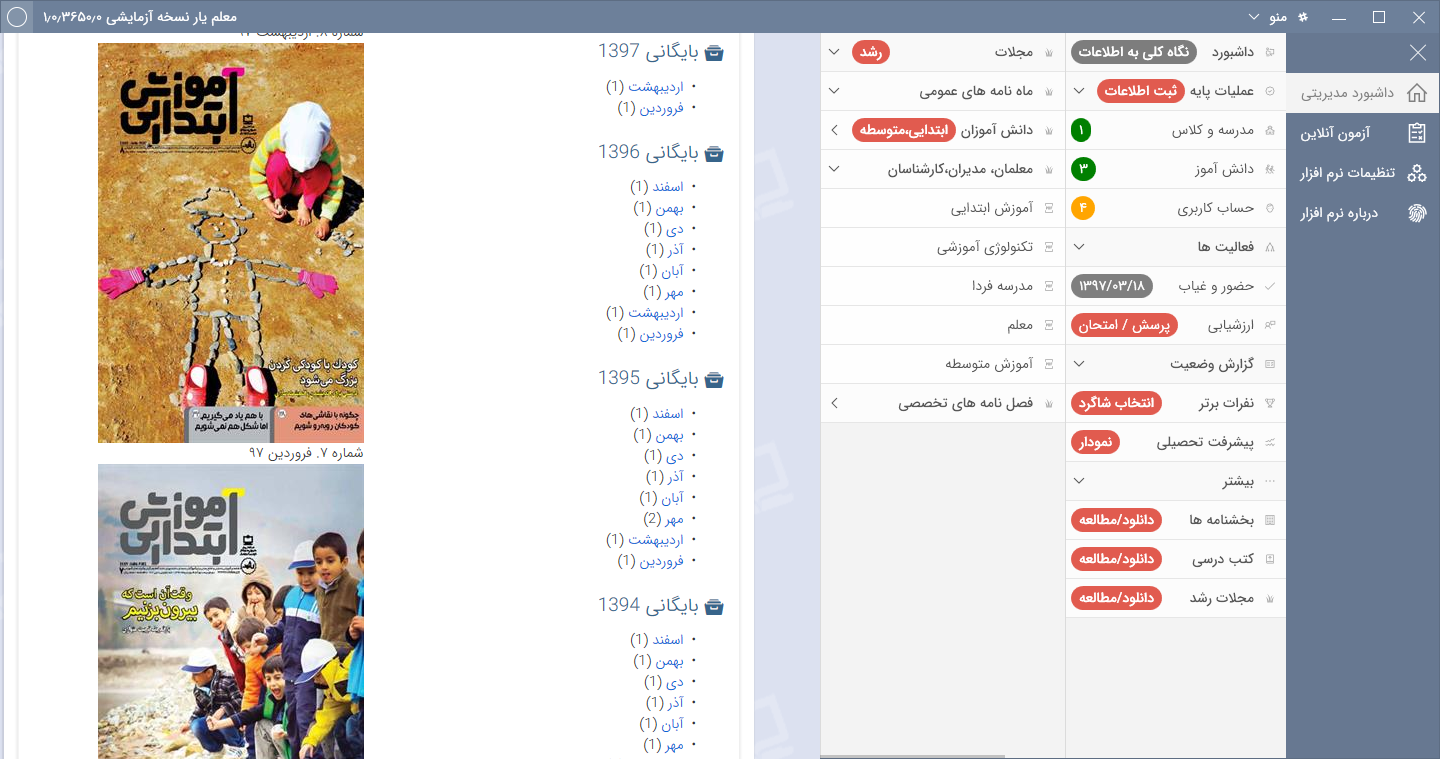 منو
معلم یار نسخه آزمایشی ۱٫۰٫۳۶۵۰٫۰
داشبورد مدیریتی
آزمون آنلاین
تنظیمات نرم افزار
درباره نرم افزار
داشبورد نگاه کلی به اطلاعات
عملیات پایه ثبت اطلاعات
مدرسه و کلاس ۱
دانش آموز ۳
حساب کاربری ۴
فعالیت ها
حضور و غیاب ۱۳۹۷/۰۳/۱۸
ارزشیابی پرسش / امتحان
گزارش وضعیت
نفرات برتر انتخاب شاگرد
پیشرفت تحصیلی نمودار
بیشتر
بخشنامه ها دانلود/مطالعه
کتب درسی دانلود/مطالعه
مجلات رشد دانلود/مطالعه
مجلات رشد
ماه نامه های عمومی
دانش آموزان ابتدایی،متوسطه
معلمان، مدیران،کارشناسان
آموزش ابتدایی
تکنولوژی آموزشی
مدرسه فردا
معلم
آموزش متوسطه
فصل نامه های تخصصی
بایگانی 1397
اردیبهشت (1)
فروردین (1)
بایگانی 1396
اسفند (1)
بهمن (1)
دی (1)
آذر (1)
آبان (1)
مهر (1)
اردیبهشت (1)
فروردین (1)
بایگانی 1395
اسفند (1)
بهمن (1)
دی (1)
آذر (1)
آبان (1)
مهر (2)
اردیبهشت (1)
فروردین (1)
بایگانی 1394
اسفند (1)
بهمن (1)
دی (1)
آذر (1)
آبان (1)
مهر (1)
شماره ۸. اردیبهشت ۹۷
آموزش
ابتدایی
کودک با کودکی کردن
بزرگ می‌شود
چگونه با نقاشی‌های
کودکان روبه‌رو شویم
با هم یاد می‌گیریم
اما شکل هم نمی‌شویم
شماره ۷. فروردین ۹۷
آموزش
ابتدایی
وقت آن است که
بیرون بزنیم